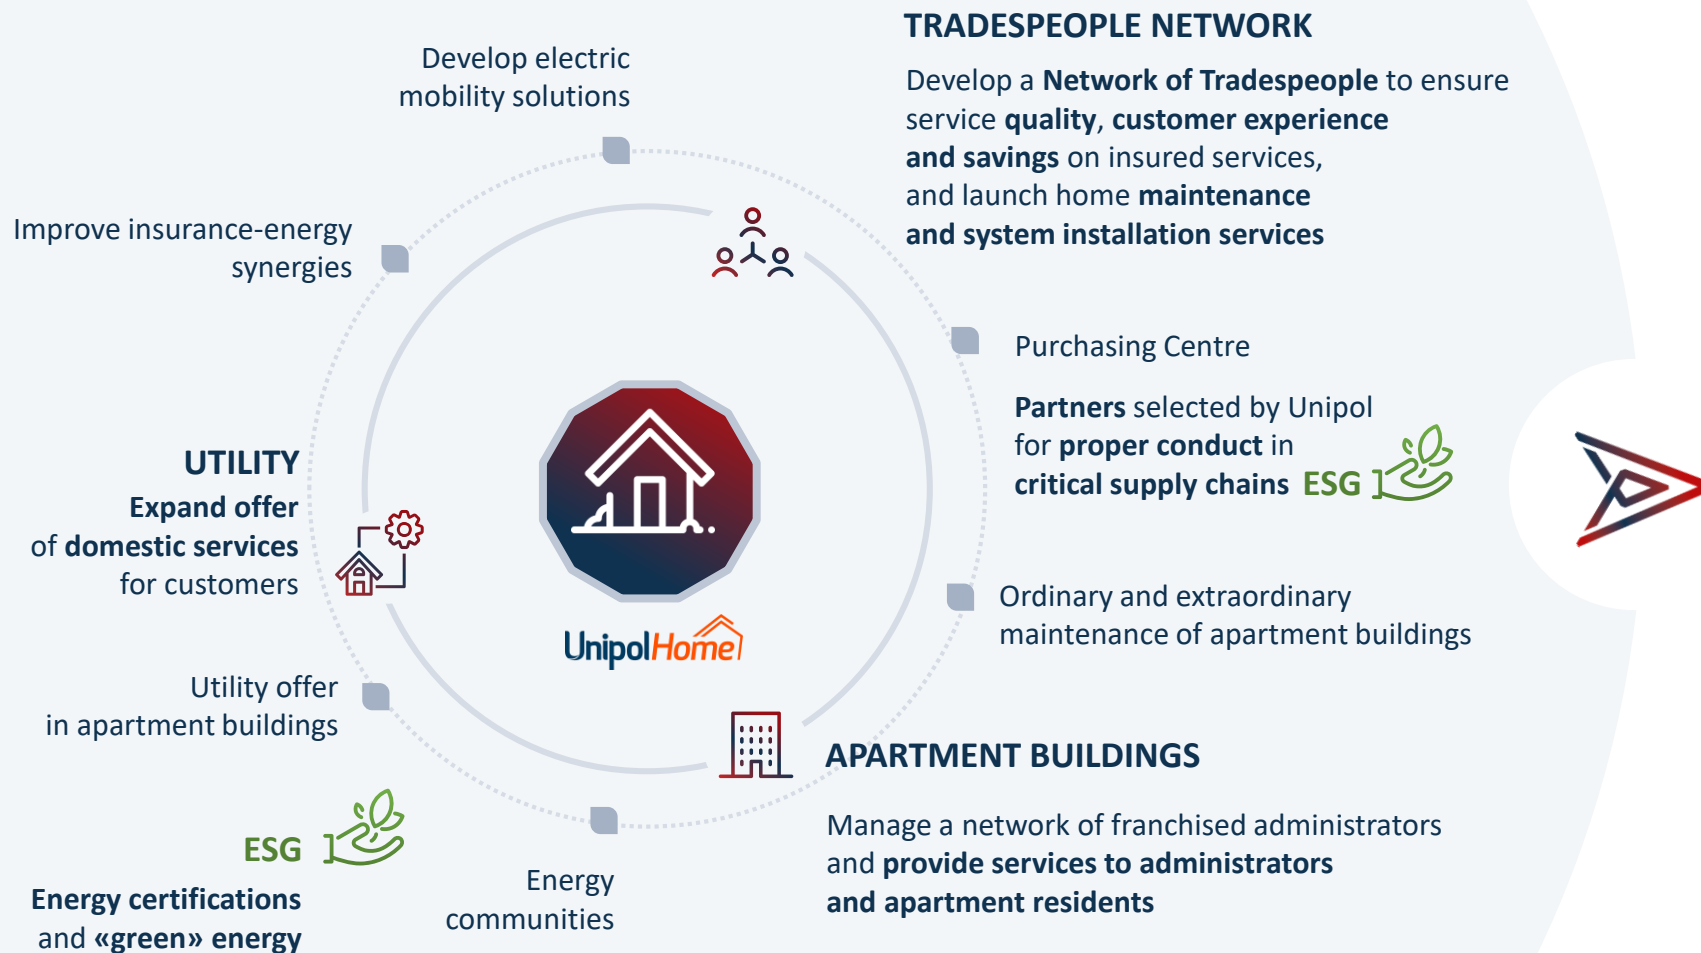 TRADESPEOPLE NETWORK
Develop a Network of Tradespeople to ensure
service quality, customer experience
and savings on insured services,
and launch home maintenance
and system installation services
Develop electric
mobility solutions
Improve insurance-energy
synergies
Purchasing Centre
Partners selected by Unipol
for proper conduct in
critical supply chains ESG
UTILITY
Expand offer
of domestic services
for customers
UnipolHome
Ordinary and extraordinary
maintenance of apartment buildings
Utility offer
in apartment buildings
APARTMENT BUILDINGS
Manage a network of franchised administrators
and provide services to administrators
and apartment residents
ESG
Energy certifications
and «green» energy
Energy
communities